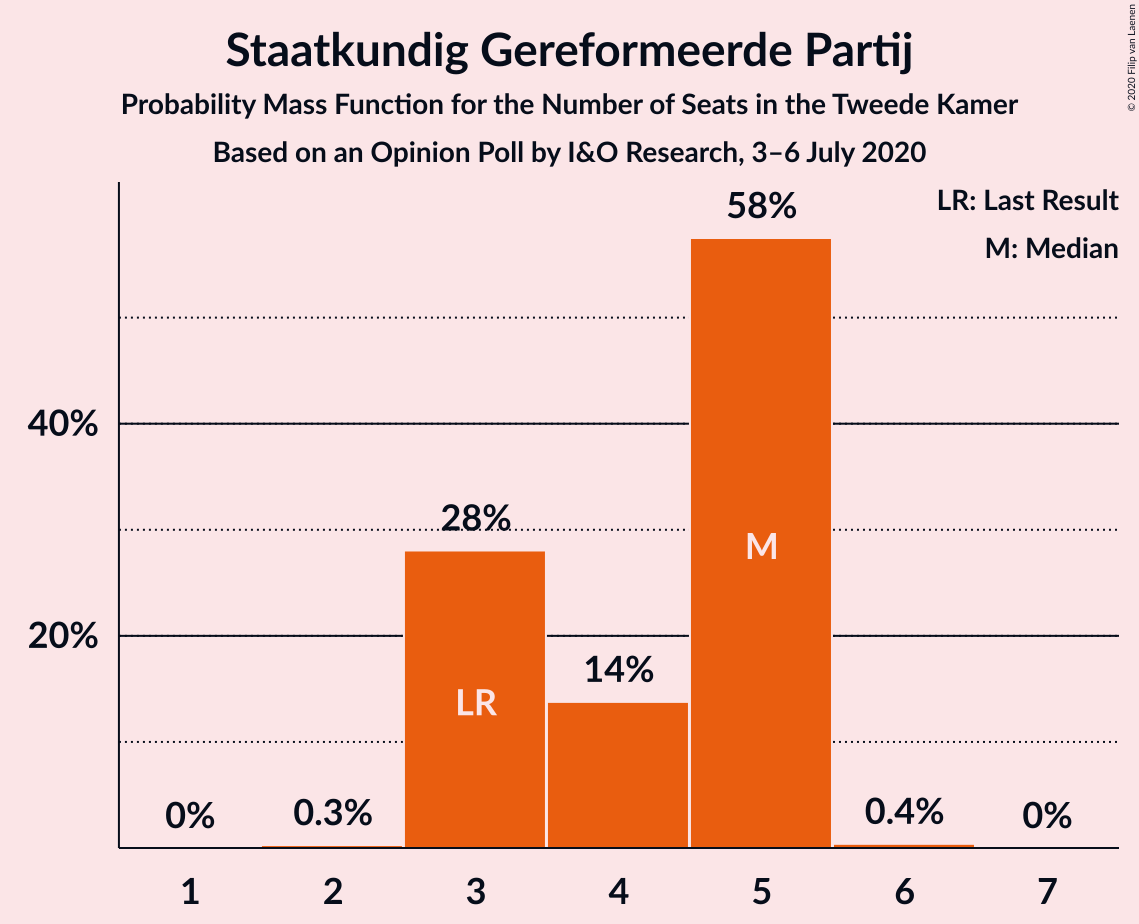 Staatkundig Gereformeerde Partij
Probability Mass Function for the Number of Seats in the Tweede Kamer
Based on an Opinion Poll by I&O Research, 3–6 July 2020
© 2020 Filip van Laenen
LR: Last Result
M: Median
58%
40%
28%
M
20%
14%
LR
0%
0.3%
0.4%
0%
1 2 3 4 5 6 7